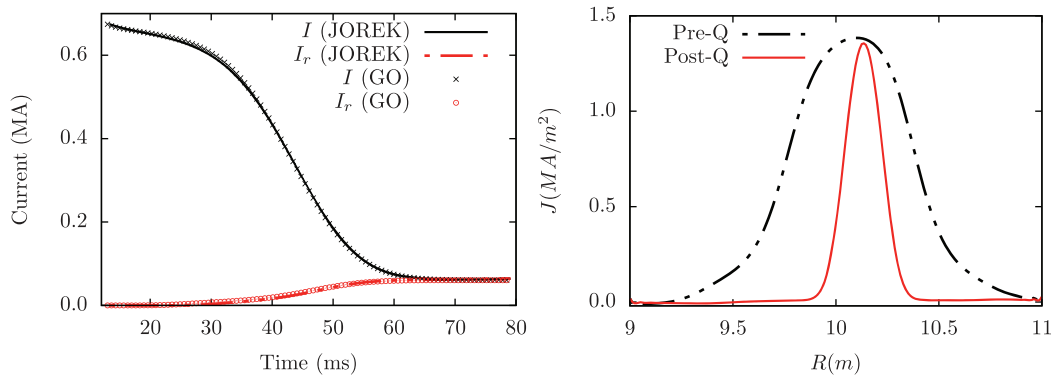 Current (MA)
0.6
0.4
0.2
0.0
I (JOREK)
I_r (JOREK)
I (GO)
I_r (GO)
20 30 40 50 60 70 80
Time (ms)
J(MA/m²)
1.5
1.0
0.5
0.0
Pre-Q
Post-Q
9 9.5 10 10.5 11
R(m)